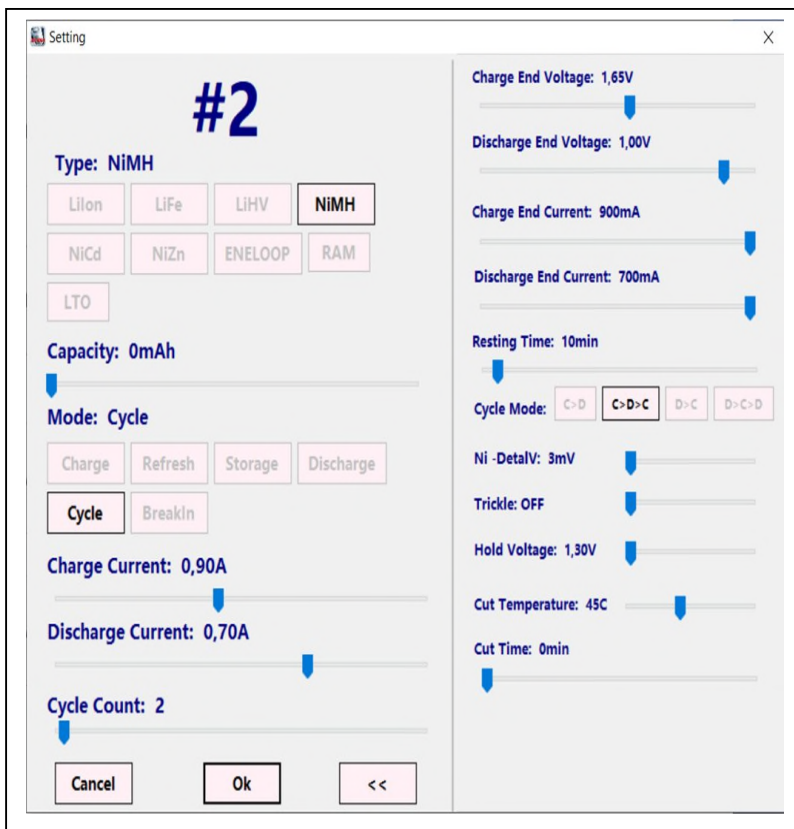 Setting
X
#2
Type: NiMH
LiIon LiFe LiHV NiMH
NiCd NiZn ENELOOP RAM
LTO
Capacity: 0mAh
Mode: Cycle
Charge Refresh Storage Discharge
Cycle BreakIn
Charge Current: 0,90A
Discharge Current: 0,70A
Cycle Count: 2
Cancel Ok <<
Charge End Voltage: 1,65V
Discharge End Voltage: 1,00V
Charge End Current: 900mA
Discharge End Current: 700mA
Resting Time: 10min
Cycle Mode: C>D C>D>C D>C D>C>D
Ni -DetalV: 3mV
Trickle: OFF
Hold Voltage: 1,30V
Cut Temperature: 45C
Cut Time: 0min